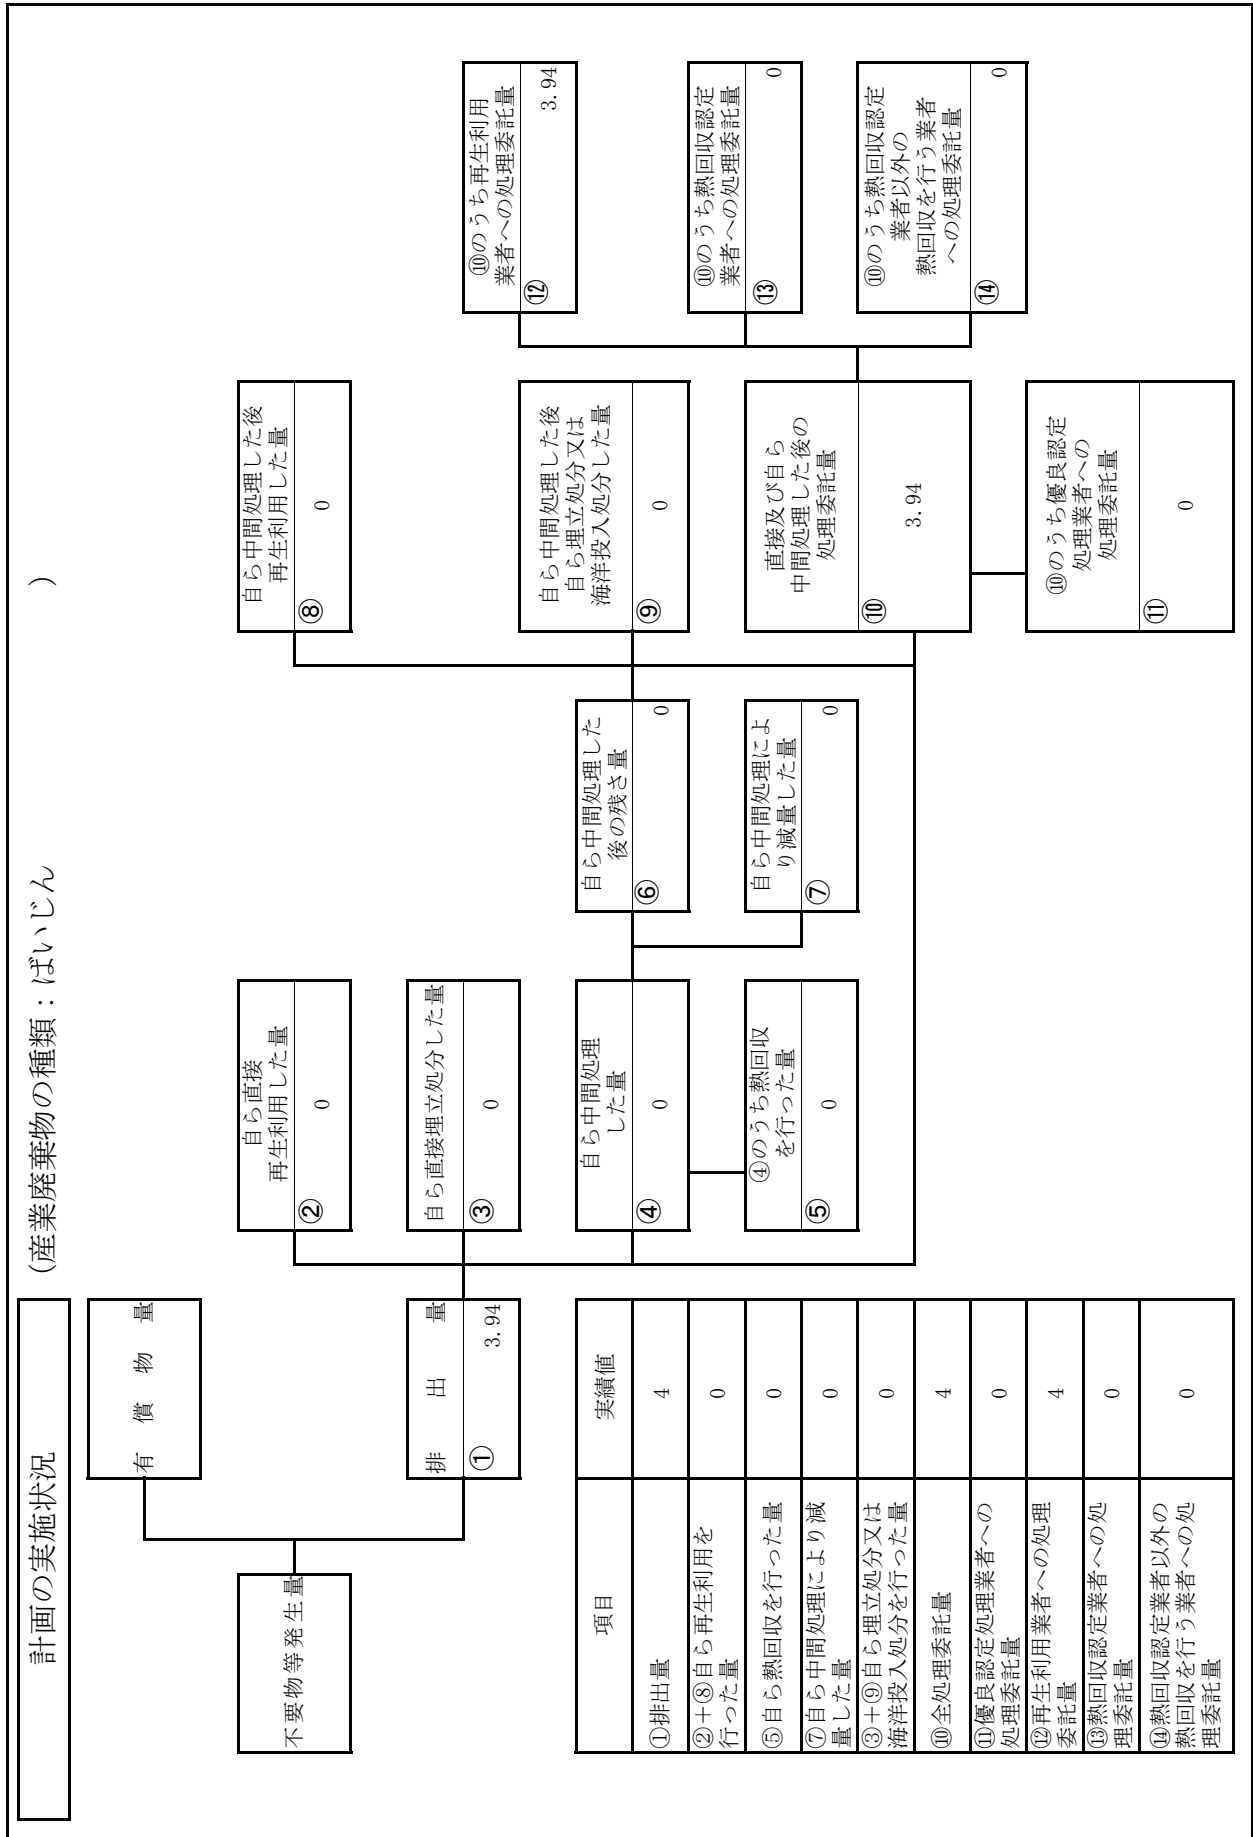 計画の実施状況
(産業廃棄物の種類：ばいじん　　　　　)
不要物等発生量
有 償 物 量
排 出 量
① 3.94
自ら直接
再生利用した量
② 0
自ら直接埋立処分した量
③ 0
自ら中間処理
した量
④ 0
④のうち熱回収
を行った量
⑤ 0
自ら中間処理した
後の残さ量
⑥ 0
自ら中間処理によ
り減量した量
⑦ 0
自ら中間処理した後
再生利用した量
⑧ 0
自ら中間処理した後
自ら埋立処分又は
海洋投入処分した量
⑨ 0
直接及び自ら
中間処理した後の
処理委託量
⑩ 3.94
⑩のうち優良認定
処理業者への
処理委託量
⑪ 0
⑩のうち再生利用
業者への処理委託量
⑫ 3.94
⑩のうち熱回収認定
業者への処理委託量
⑬ 0
⑩のうち熱回収認定
業者以外の
熱回収を行う業者
への処理委託量
⑭ 0
項目 実績値
①排出量 4
②＋⑧自ら再生利用を
行った量 0
⑤自ら熱回収を行った量 0
⑦自ら中間処理により減
量した量 0
③＋⑨自ら埋立処分又は
海洋投入処分を行った量 0
⑩全処理委託量 4
⑪優良認定処理業者への
処理委託量 0
⑫再生利用業者への処理
委託量 4
⑬熱回収認定業者への処
理委託量 0
⑭熱回収認定業者以外の
熱回収を行う業者への処
理委託量 0